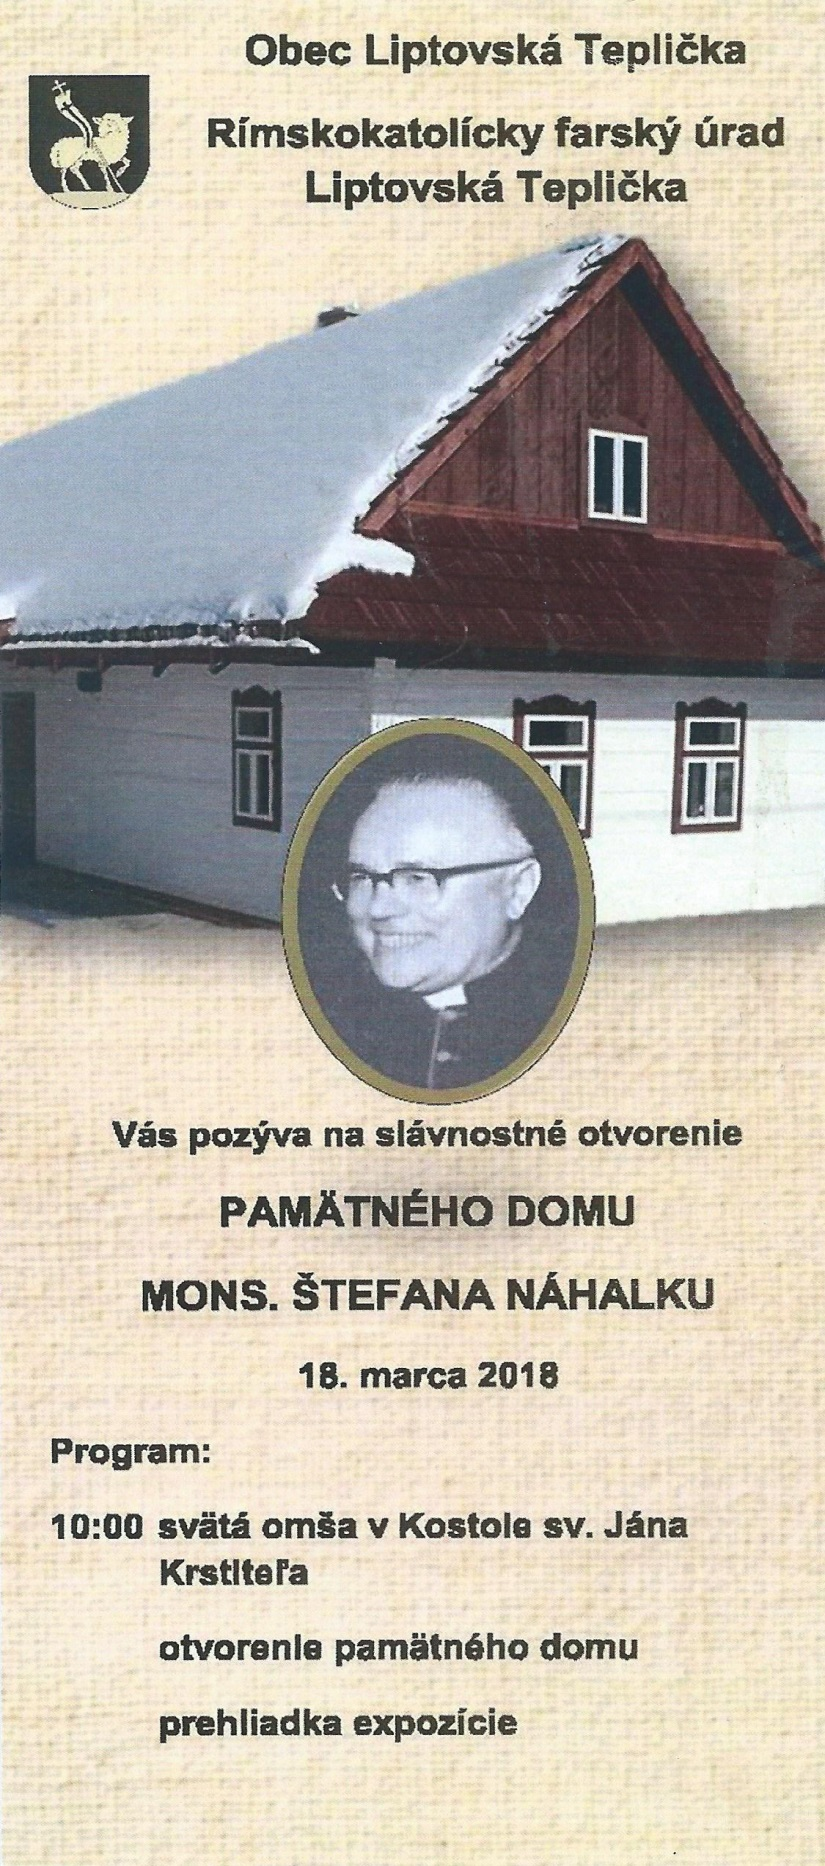 Obec Liptovská Teplička
Rímskokatolícky farský úrad
Liptovská Teplička
Vás pozýva na slávnostné otvorenie
PAMÄTNÉHO DOMU
MONS. ŠTEFANA NÁHALKU
18. marca 2018
Program:
10:00 svätá omša v Kostole sv. Jána
Krstiteľa
otvorenie pamätného domu
prehliadka expozície